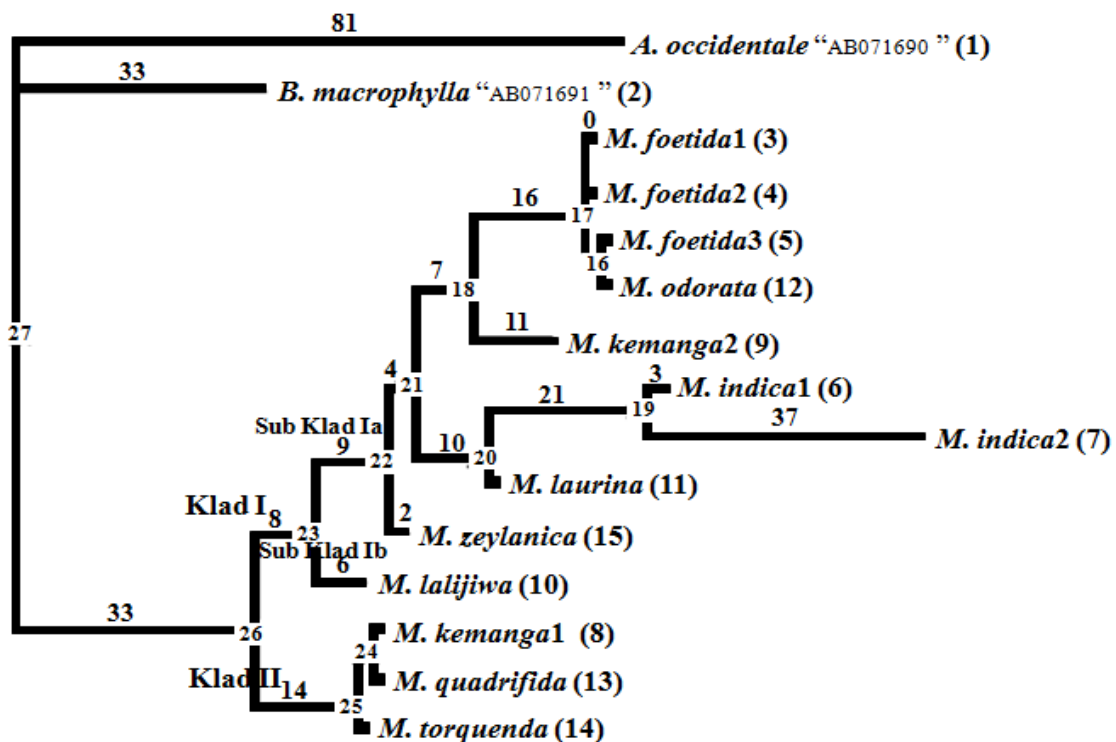 81
A. occidentale “AB071690 ” (1)
33
B. macrophylla “AB071691 ” (2)
0
M. foetida1 (3)
16
M. foetida2 (4)
17
M. foetida3 (5)
16
7
M. odorata (12)
18
11
M. kemanga2 (9)
27
4
3
M. indica1 (6)
21
21
19
37
M. indica2 (7)
Sub Klad Ia
9
10
22
20
M. laurina (11)
Klad I
8
2
23
M. zeylanica (15)
Sub Klad Ib
6
M. lalijiwa (10)
33
26
M. kemanga1 (8)
24
Klad II
14
M. quadrifida (13)
25
M. torquenda (14)